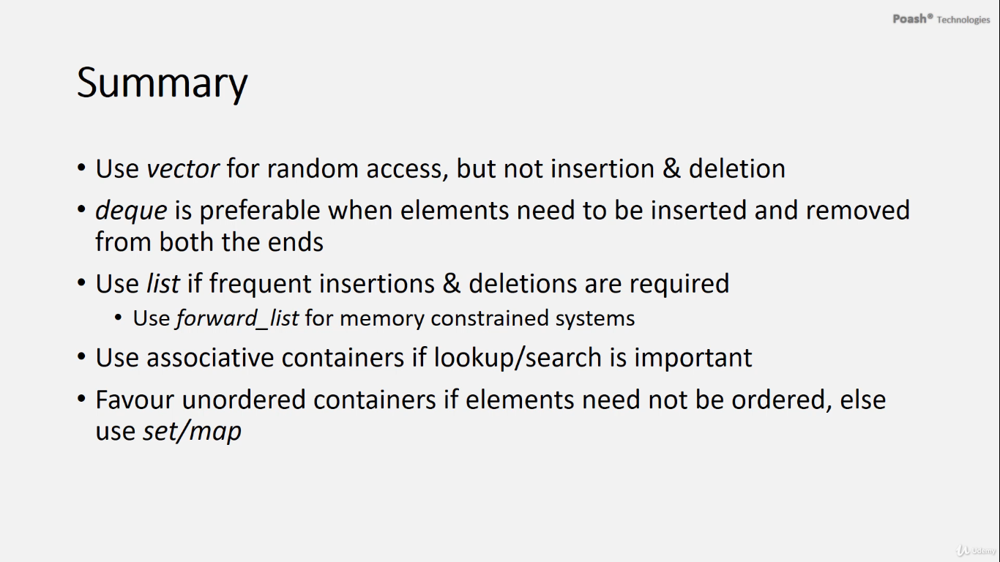 Poash® Technologies
Summary
• Use vector for random access, but not insertion & deletion
• deque is preferable when elements need to be inserted and removed
from both the ends
• Use list if frequent insertions & deletions are required
• Use forward_list for memory constrained systems
• Use associative containers if lookup/search is important
• Favour unordered containers if elements need not be ordered, else
use set/map
Udemy